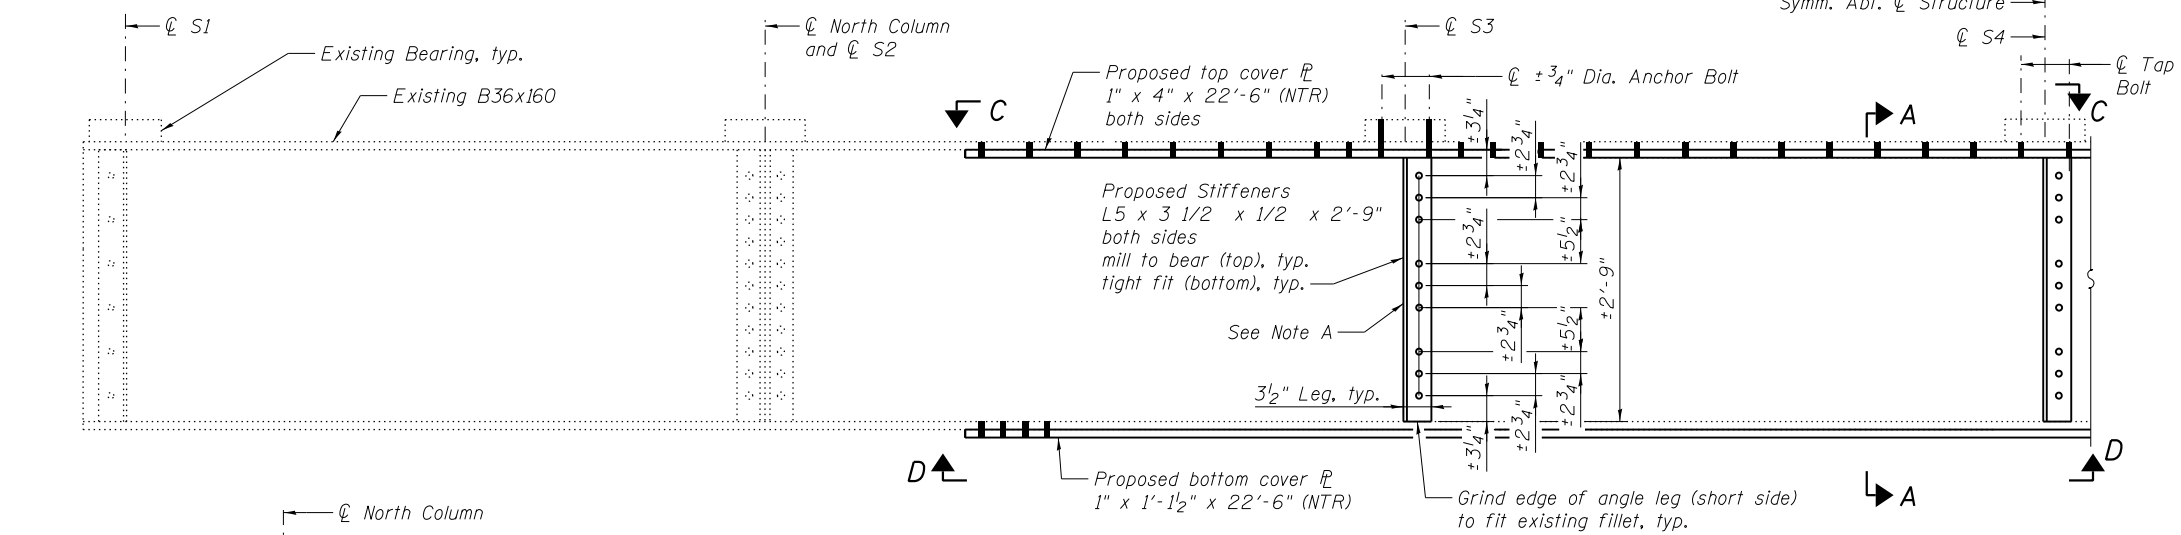 ℄ S1
℄ North Column
and ℄ S2
℄ S3
Symm. Abt. ℄ Structure
℄ S4
℄ Tap
Bolt
Existing Bearing, typ.
Existing B36x160
Proposed top cover ⅊
1" x 4" x 22'-6" (NTR)
both sides
℄ ±3/4" Dia. Anchor Bolt
C
C
A
±3 1/4"
±2 3/4"
±2 3/4"
Proposed Stiffeners
L5 x 3 1/2 x 1/2 x 2'-9"
both sides
mill to bear (top), typ.
tight fit (bottom), typ.
±2 3/4"
±5 1/2"
±2'-9"
See Note A
±2 3/4"
±5 1/2"
3 1/2" Leg, typ.
±3 1/4"
±2 3/4"
±2 3/4"
D
D
Proposed bottom cover ⅊
1" x 1'-1 1/2" x 22'-6" (NTR)
Grind edge of angle leg (short side)
to fit existing fillet, typ.
A
℄ North Column